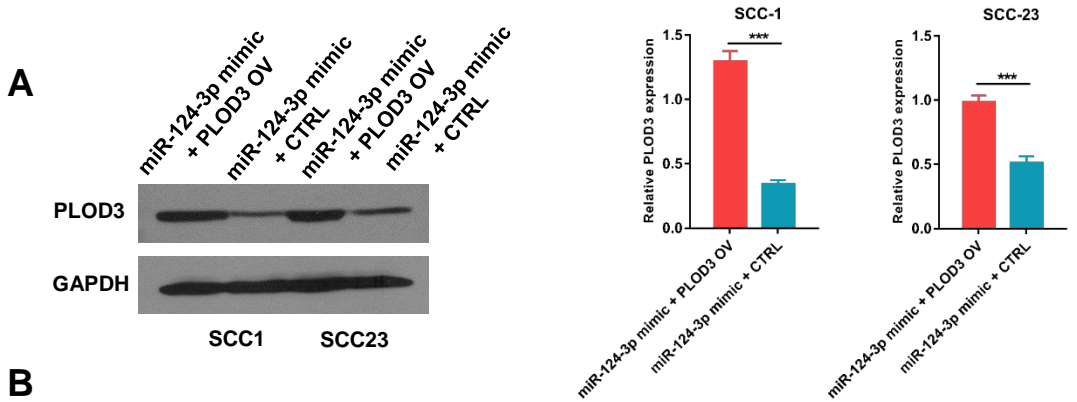 A
miR-124-3p mimic
+ PLOD3 OV
miR-124-3p mimic
+ CTRL
miR-124-3p mimic
+ PLOD3 OV
miR-124-3p mimic
+ CTRL
PLOD3
GAPDH
SCC1 SCC23
SCC-1
Relative PLOD3 expression
1.5
1.0
0.5
0.0
***
miR-124-3p mimic + PLOD3 OV
miR-124-3p mimic + CTRL
SCC-23
Relative PLOD3 expression
1.5
1.0
0.5
0.0
***
miR-124-3p mimic + PLOD3 OV
miR-124-3p mimic + CTRL
B